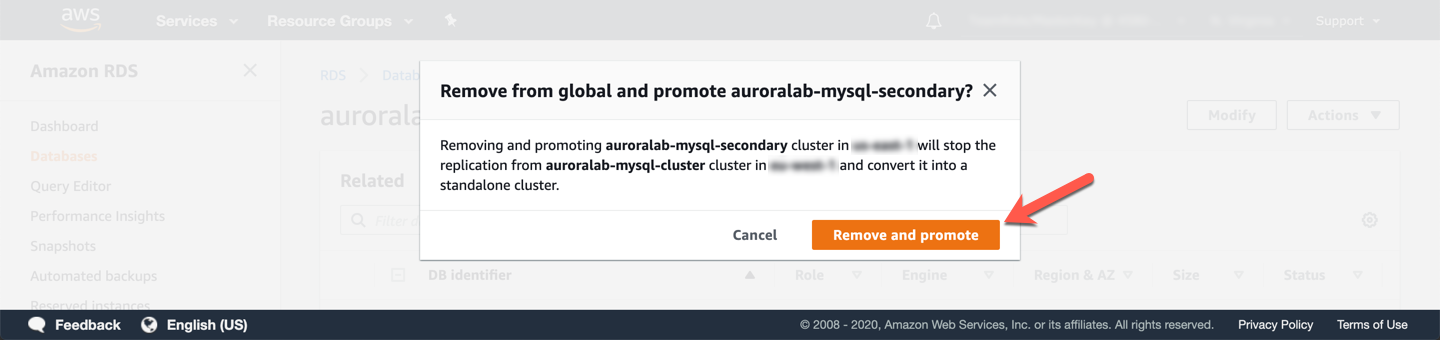 aws
Services
Resource Groups
Support
Amazon RDS
RDS
Datab
aurorala
Modify
Actions
Dashboard
Databases
Query Editor
Performance Insights
Snapshots
Automated backups
Reserved instances
Related
Filter d
Remove from global and promote auroralab-mysql-secondary?
Removing and promoting auroralab-mysql-secondary cluster in will stop the
replication from auroralab-mysql-cluster cluster in and convert it into a
standalone cluster.
Cancel
Remove and promote
DB identifier
Role
Engine
Region & AZ
Size
Status
Feedback
English (US)
© 2008 - 2020, Amazon Web Services, Inc. or its affiliates. All rights reserved.
Privacy Policy
Terms of Use